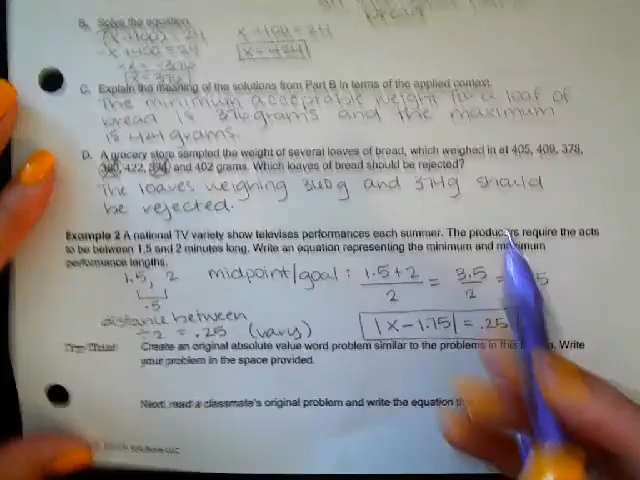 bread
B. Solve the equation.
-x+400=24 x-400=24
x=424
x=376
C. Explain the meaning of the solutions from Part B in terms of the applied context.
The minimum acceptable weight for a loaf of
bread is 376 grams and the maximum
is 424 grams.
D. A grocery store sampled the weight of several loaves of bread, which weighed in at 405, 409, 378,
422, and 402 grams. Which loaves of bread should be rejected?
The loaves weighing 360g and 374g should
be rejected.
Example 2 A national TV variety show televises performances each summer. The producers require the acts
to be between 1.5 and 2 minutes long. Write an equation representing the minimum and maximum
performance lengths.
1.5, 2 midpoint/goal: 1.5+2 / 2 = 3.5 / 2 =
.5
distance between
÷2 = .25 (vary) |x-1.75| = .25
Try This! Create an original absolute value word problem similar to the problems in this Write
your problem in the space provided.
Next, read a classmate's original problem and write the equation
LLC